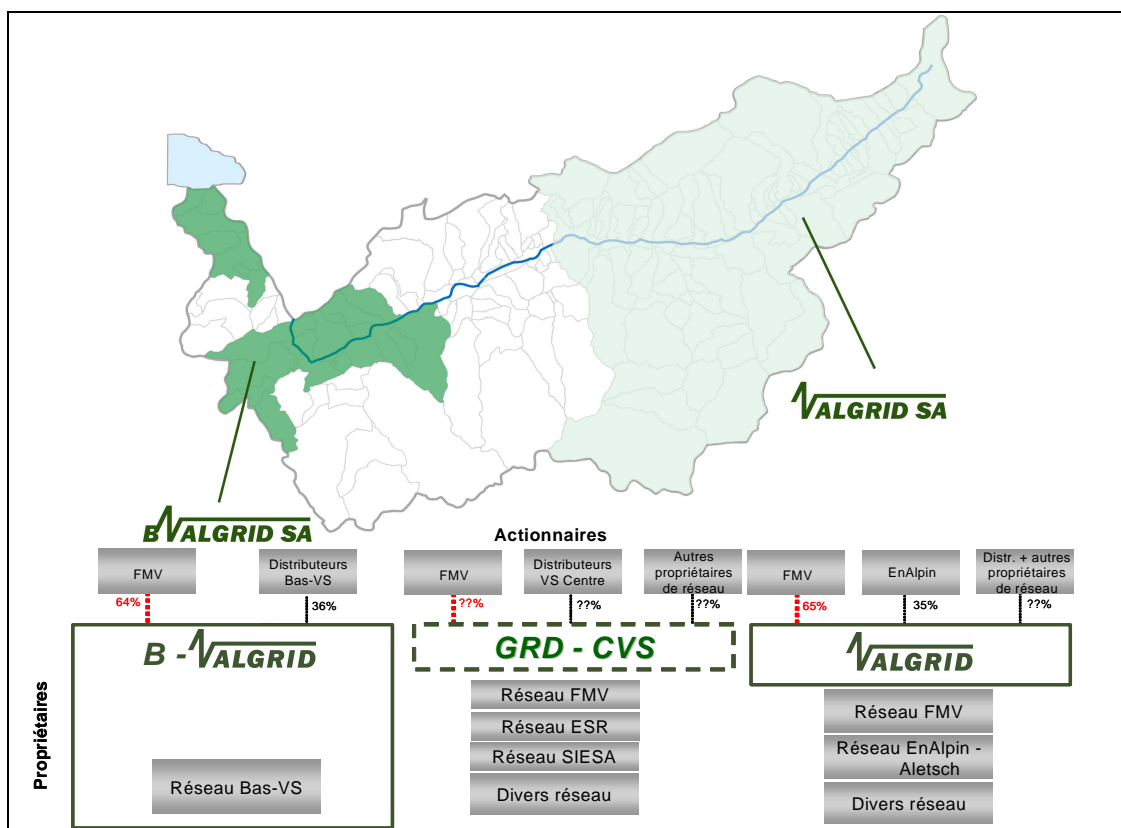 VALGRID SA
B VALGRID SA
Actionnaires
FMV
Distributeurs
Bas-VS
FMV
Distributeurs
VS Centre
Autres
propriétaires
de réseau
FMV
EnAlpin
Distr. + autres
propriétaires
de réseau
64%
36%
??%
??%
??%
65%
35%
??%
B - VALGRID
GRD - CVS
VALGRID
Propriétaires
Réseau Bas-VS
Réseau FMV
Réseau ESR
Réseau SIESA
Divers réseau
Réseau FMV
Réseau EnAlpin -
Aletsch
Divers réseau